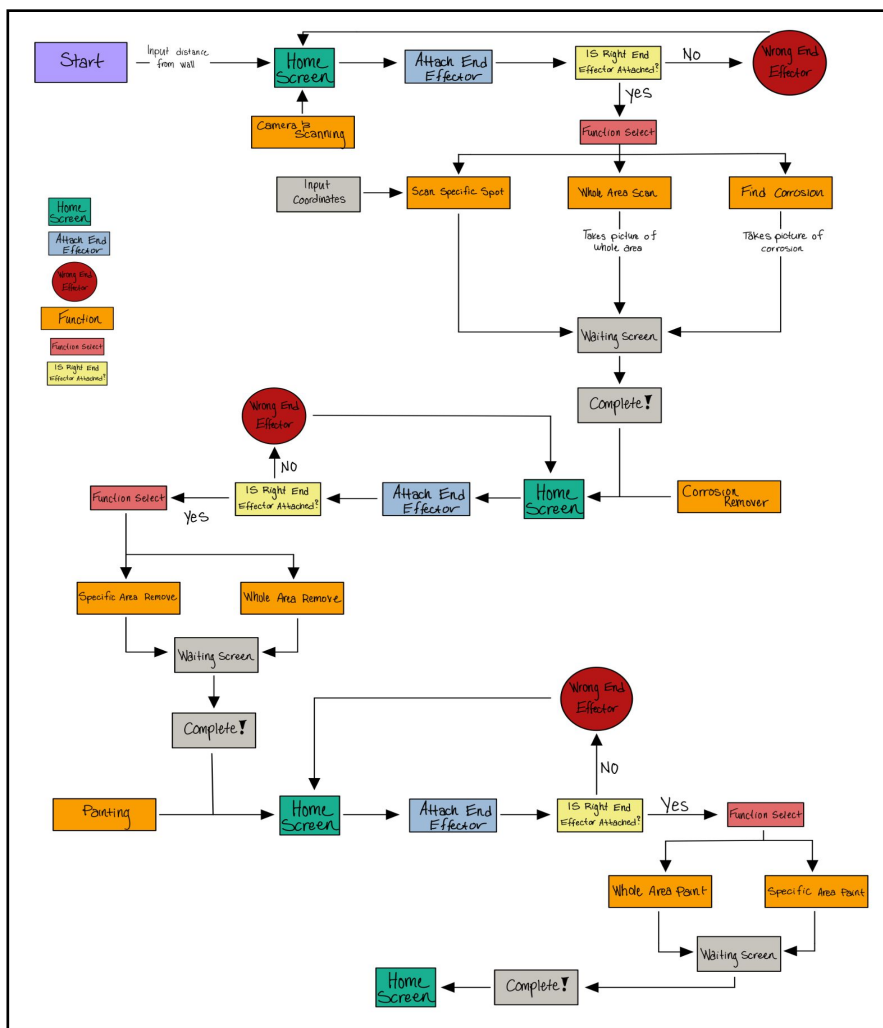 Start
Input distance
from wall
Home
Screen
Attach End
Effector
IS Right End
Effector Attached?
NO
Wrong End
Effector
yes
Camera &
Scanning
Function Select
Input
Coordinates
Scan Specific Spot
Whole Area Scan
Find Corrosion
Takes picture of
whole area
Takes picture of
corrosion
Home
Screen
Attach End
Effector
Wrong End
Effector
Function
Function Select
IS Right End
Effector Attached?
Waiting Screen
Complete!
Wrong End
Effector
NO
Function Select
yes
IS Right End
Effector Attached?
Attach End
Effector
Home
Screen
Corrosion
Remover
Specific Area Remove
Whole Area Remove
Waiting Screen
Complete!
Wrong End
Effector
NO
Painting
Home
Screen
Attach End
Effector
IS Right End
Effector Attached?
Yes
Function Select
Whole Area Paint
Specific Area Paint
Waiting Screen
Complete!
Home
Screen